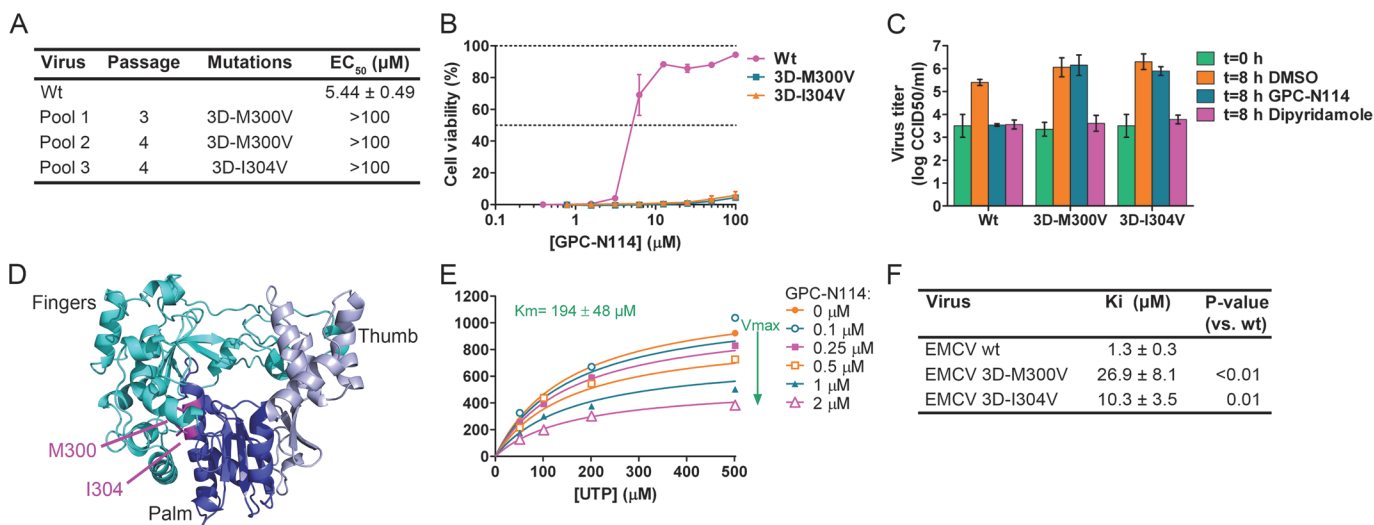 A
Virus Passage Mutations EC50 (µM)
Wt 5.44 ± 0.49
Pool 1 3 3D-M300V >100
Pool 2 4 3D-M300V >100
Pool 3 4 3D-I304V >100
B
Cell viability (%)
100
90
80
70
60
50
40
30
20
10
0
0.1 1 10 100
[GPC-N114] (µM)
Wt
3D-M300V
3D-I304V
C
Virus titer
(log CCID50/ml)
7
6
5
4
3
2
1
0
Wt 3D-M300V 3D-I304V
t=0 h
t=8 h DMSO
t=8 h GPC-N114
t=8 h Dipyridamole
D
Fingers
Thumb
M300
I304
Palm
E
1200
1000
800
600
400
200
0
0 100 200 300 400 500
[UTP] (µM)
Km= 194 ± 48 µM
Vmax
GPC-N114:
0 µM
0.1 µM
0.25 µM
0.5 µM
1 µM
2 µM
F
Virus Ki (µM) P-value
(vs. wt)
EMCV wt 1.3 ± 0.3
EMCV 3D-M300V 26.9 ± 8.1 <0.01
EMCV 3D-I304V 10.3 ± 3.5 0.01